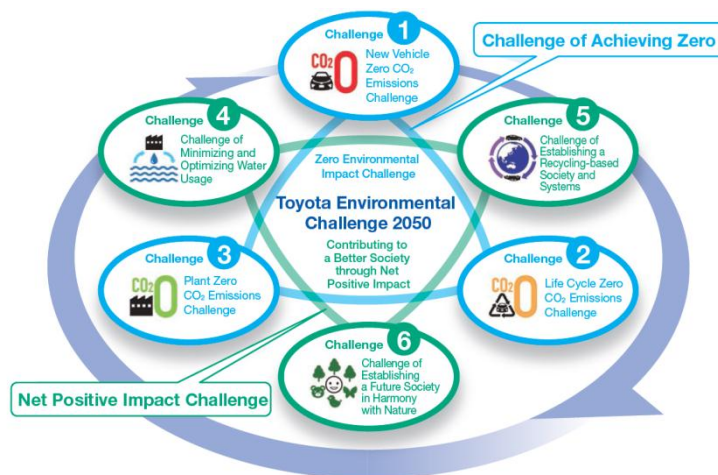 Challenge 1
CO₂ 0
New Vehicle
Zero CO₂
Emissions
Challenge
Challenge of Achieving Zero
Challenge 4
Challenge of
Minimizing and
Optimizing Water
Usage
Challenge 5
Challenge of
Establishing a
Recycling-based
Society and
Systems
Zero Environmental
Impact Challenge
Toyota Environmental
Challenge 2050
Contributing to
a Better Society
through Net
Positive Impact
Challenge 3
CO₂ 0
Plant Zero
CO₂ Emissions
Challenge
Challenge 2
CO₂ 0
Life Cycle Zero
CO₂ Emissions
Challenge
Challenge 6
Challenge of
Establishing
a Future Society
in Harmony
with Nature
Net Positive Impact Challenge